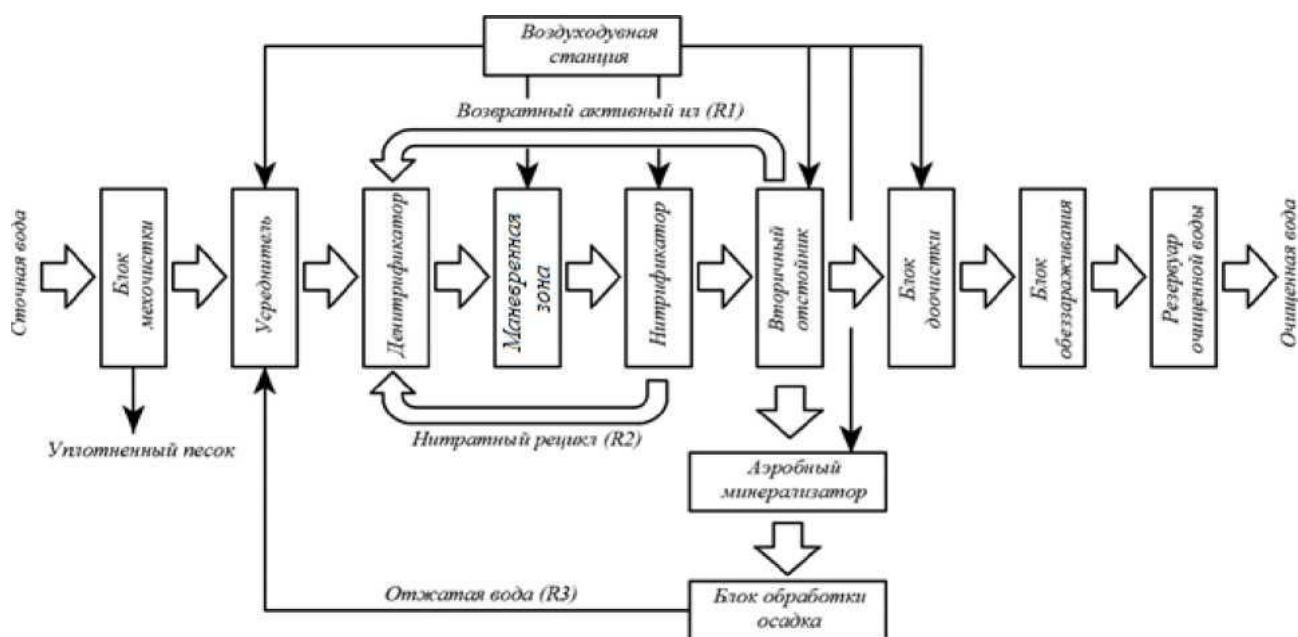 Воздуходувная
станция
Возвратный активный ил (R1)
Сточная вода
Блок
мехочистки
Усреднитель
Денитрификатор
Маневренная
зона
Нитрификатор
Вторичный
отстойник
Блок
доочистки
Блок
обеззараживания
Резервуар
очищенной воды
Очищенная вода
Уплотненный песок
Нитратный рецикл (R2)
Аэробный
минерализатор
Отжатая вода (R3)
Блок обработки
осадка